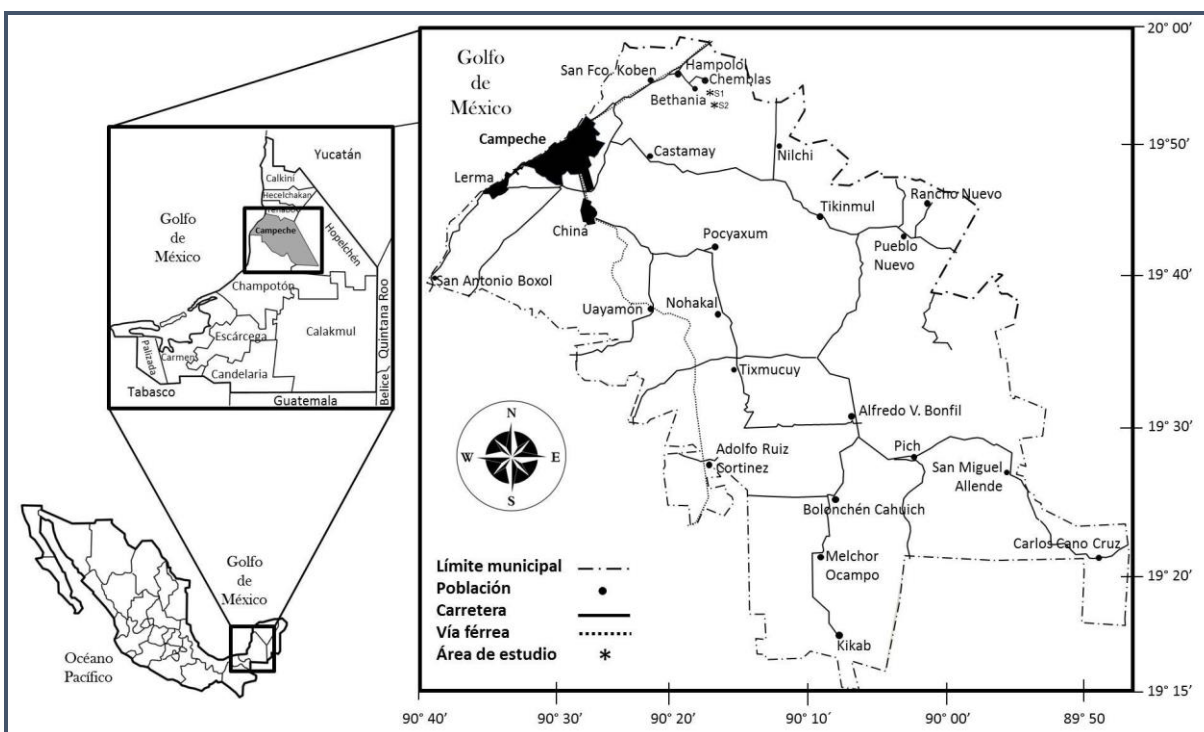 Golfo
de
México
Yucatán
Calkiní
Hecelchakan
Tenabo
Campeche
Hopelchén
Golfo
de
México
Champotón
Quintana Roo
Calakmul
Escárcega
Palizada
Carmen
Candelaria
Tabasco
Guatemala
Belice
Golfo
de
México
Océano
Pacífico
20° 00'
San Fco. Koben
Hampolol
Chemblas
Bethania
*S1
*S2
Campeche
19° 50'
Castamay
Nilchi
Lerma
Rancho Nuevo
Tikinmul
Chiná
Pocyaxum
Pueblo
Nuevo
San Antonio Boxol
19° 40'
Uayamón
Nohakal
Tixmucuy
Alfredo V. Bonfil
19° 30'
N
W
E
S
Adolfo Ruiz
Cortinez
Pich
San Miguel
Allende
Bolonchén Cahuich
Carlos Cano Cruz
Melchor
Ocampo
19° 20'
Kikab
19° 15'
Límite municipal
Población
Carretera
Vía férrea
Área de estudio *
90° 40' 90° 30' 90° 20' 90° 10´ 90° 00' 89° 50'